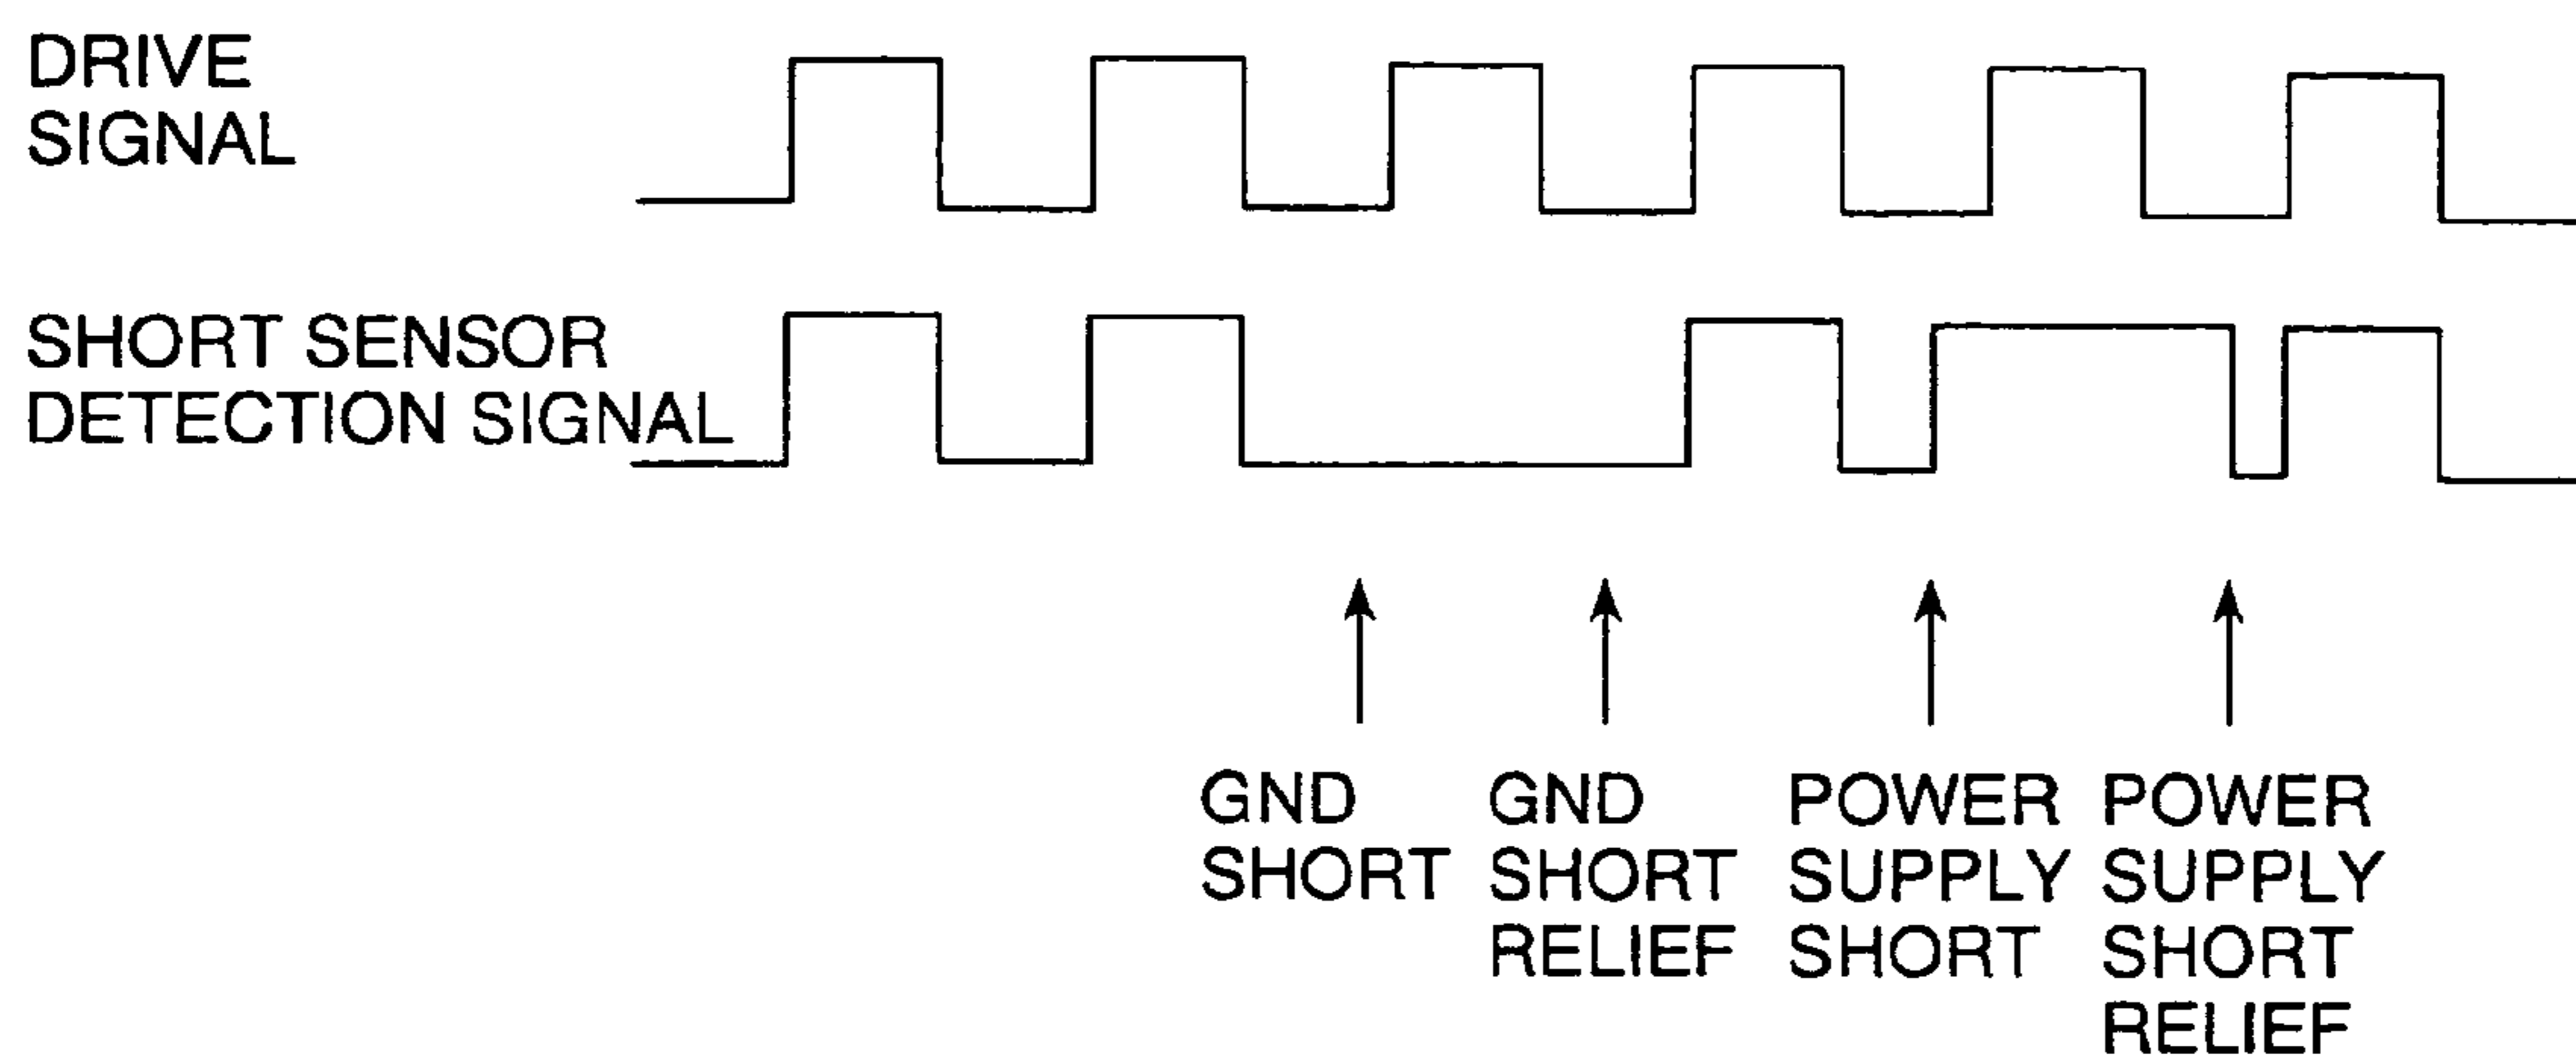 DRIVE
SIGNAL
SHORT SENSOR
DETECTION SIGNAL
GND
SHORT
GND
SHORT
RELIEF
POWER
SUPPLY
SHORT
POWER
SUPPLY
SHORT
RELIEF